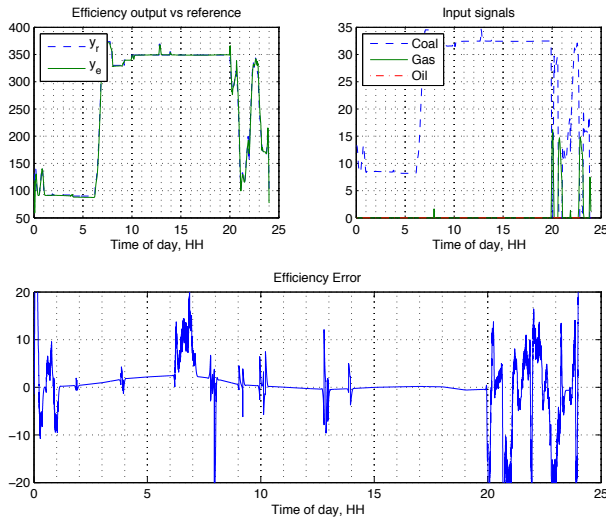 Efficiency output vs reference
400
350
300
250
200
150
100
50
y_r
y_e
0 5 10 15 20 25
Time of day, HH
Input signals
35
30
25
20
15
10
5
0
Coal
Gas
Oil
0 5 10 15 20 25
Time of day, HH
Efficiency Error
20
10
0
−10
−20
0 5 10 15 20 25
Time of day, HH